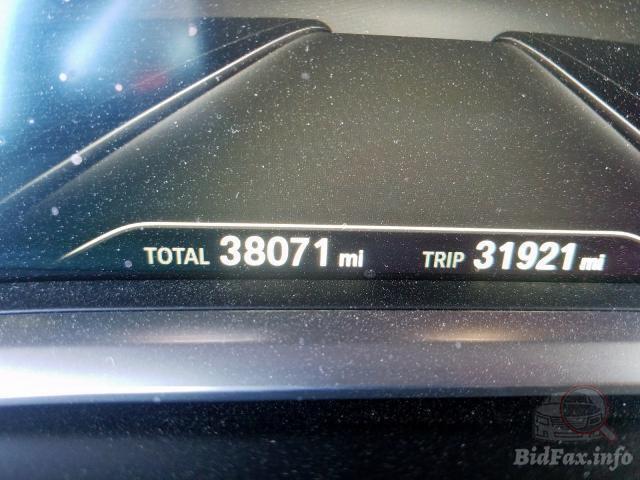 TOTAL 38071 mi TRIP 31921 mi
BidFax.info